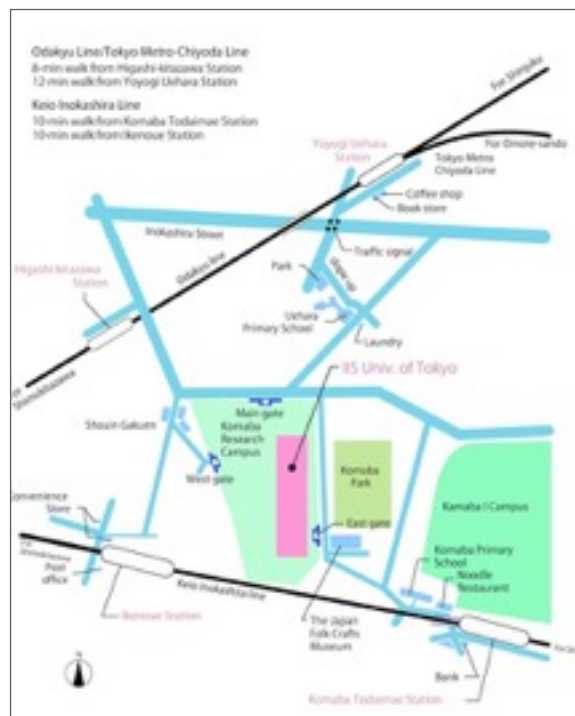 Odakyu Line/Tokyo Metro-Chiyoda Line
8-min walk from Higashi-kitazawa Station
12-min walk from Yoyogi Uehara Station
Keio Inokashira Line
10-min walk from Komaba Todaimae Station
10-min walk from Ikenoue Station
For Shinjuku
For Omote-sando
Yoyogi Uehara
Station
Tokyo Metro
Chiyoda Line
Coffee shop
Book store
Inokashira Street
Traffic signal
Higashi-kitazawa
Station
Odakyu line
Park
Slope up
Uehara
Primary School
Laundry
Shimokitazawa
IIS Univ. of Tokyo
Main gate
Shouin Gakuen
Komaba
Research
Campus
Komaba
Park
West gate
Komaba I Campus
onvenience
Store
East gate
Komaba Primary
School
Noodle
Restaurant
Post
office
Keio Inokashira line
Ikenoue Station
The Japan
Folk Crafts
Museum
Bank
Komaba Todaimae Station
N